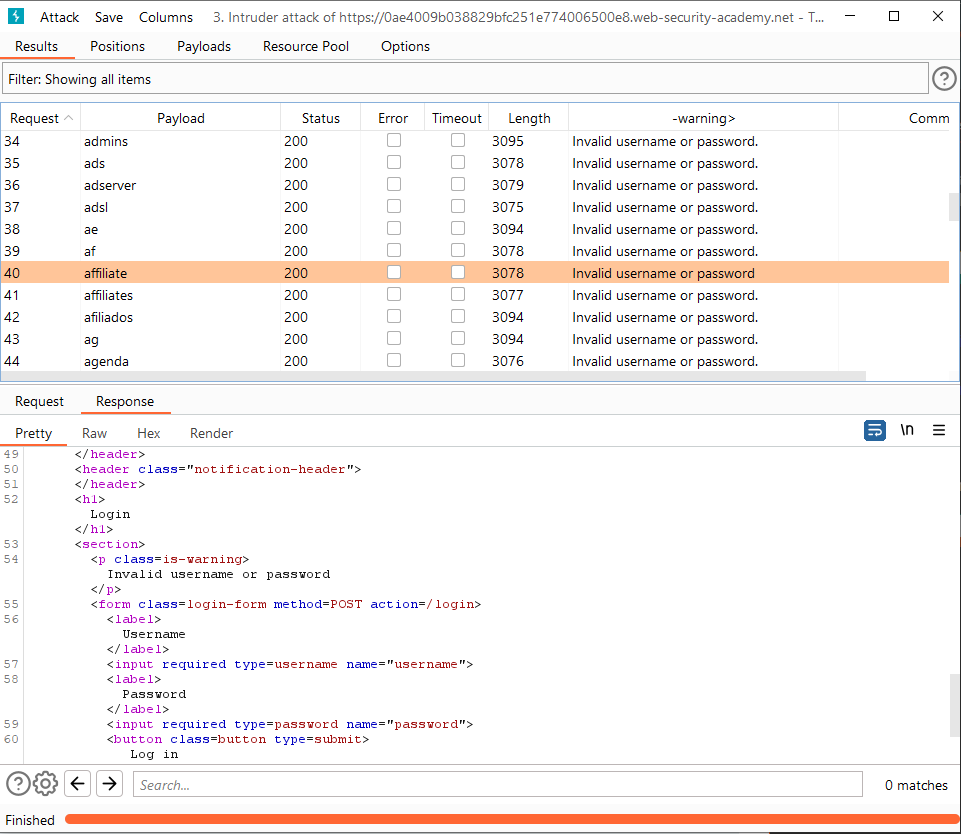 Attack Save Columns 3. Intruder attack of https://0ae4009b038829bfc251e774006500e8.web-security-academy.net - T...
Results Positions Payloads Resource Pool Options
Filter: Showing all items
?
Request Payload Status Error Timeout Length -warning> Comm
34 admins 200 3095 Invalid username or password.
35 ads 200 3078 Invalid username or password.
36 adserver 200 3079 Invalid username or password.
37 adsl 200 3075 Invalid username or password.
38 ae 200 3094 Invalid username or password.
39 af 200 3078 Invalid username or password.
40 affiliate 200 3078 Invalid username or password
41 affiliates 200 3077 Invalid username or password.
42 afiliados 200 3094 Invalid username or password.
43 ag 200 3094 Invalid username or password.
44 agenda 200 3076 Invalid username or password.
Request Response
Pretty Raw Hex Render \n
49 </header>
50 <header class="notification-header">
51 </header>
52 <h1>
Login
</h1>
53 <section>
54 <p class=is-warning>
Invalid username or password
</p>
55 <form class=login-form method=POST action=/login>
56 <label>
Username
</label>
57 <input required type=username name="username">
58 <label>
Password
</label>
59 <input required type=password name="password">
60 <button class=button type=submit>
Log in
? Search... 0 matches
Finished